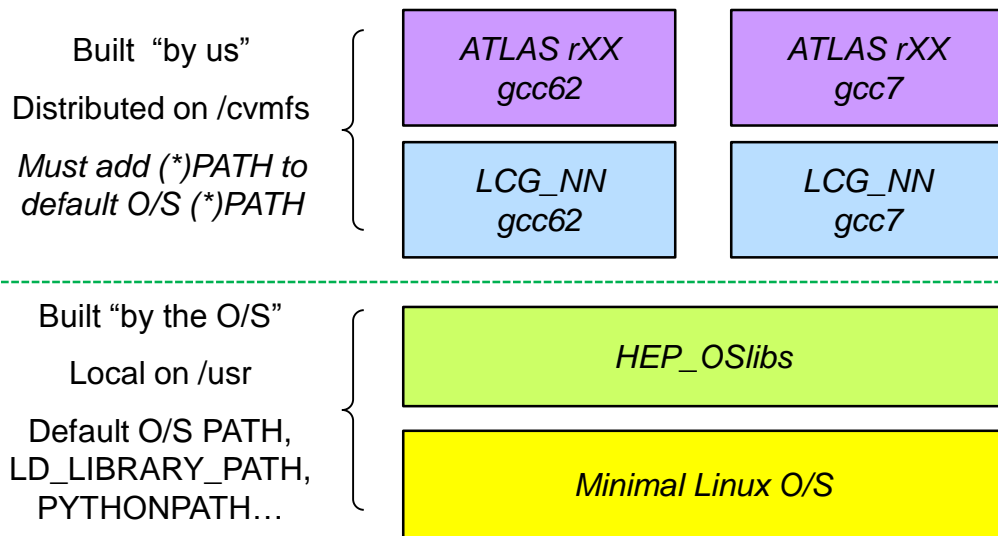 Built “by us”
Distributed on /cvmfs
Must add (*)PATH to
default O/S (*)PATH
ATLAS rXX
gcc62
ATLAS rXX
gcc7
LCG_NN
gcc62
LCG_NN
gcc7
Built “by the O/S”
Local on /usr
Default O/S PATH,
LD_LIBRARY_PATH,
PYTHONPATH…
HEP_OSlibs
Minimal Linux O/S